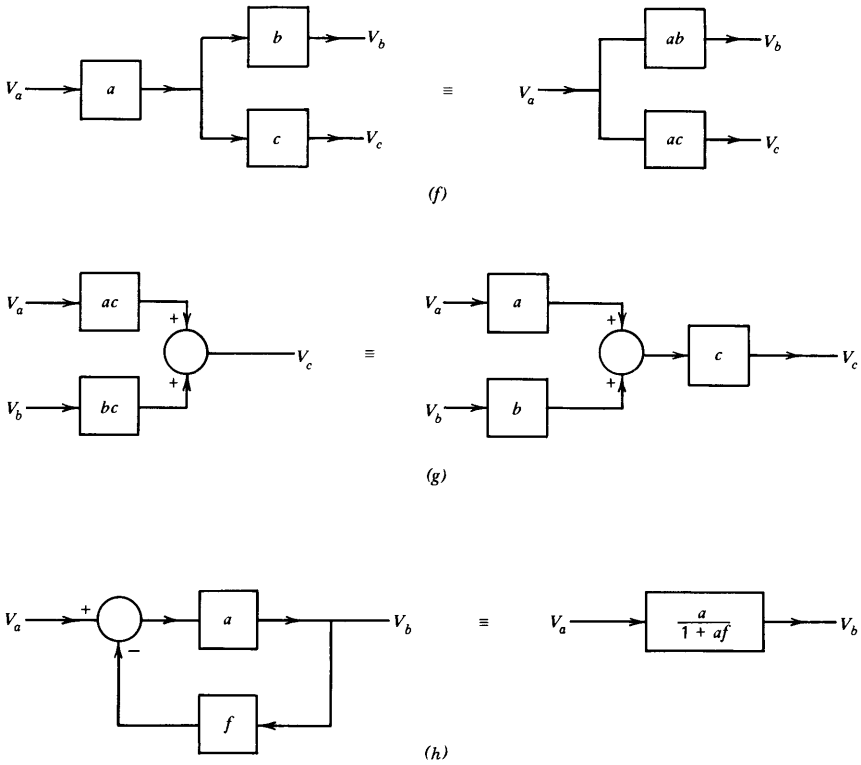 V_a a b V_b c V_c ≡ V_a ab V_b ac V_c
(f)
V_a ac + V_b bc + V_c ≡ V_a a + V_b b + c V_c
(g)
V_a + − a f V_b ≡ V_a a / 1 + af V_b
(h)